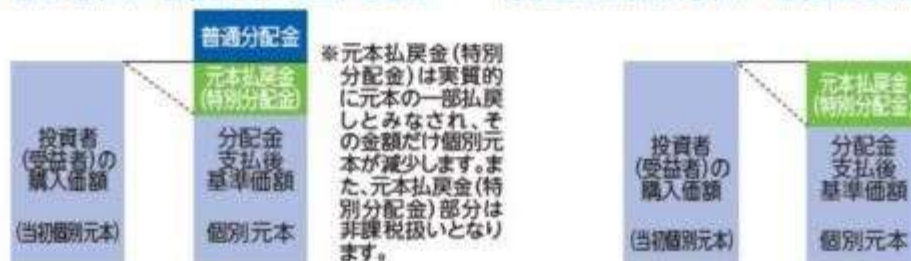 普通分配金
元本払戻金
(特別分配金)
投資者
(受益者)の
購入価額
(当初個別元本)
分配金
支払後
基準価額
個別元本
※元本払戻金(特別
分配金)は実質的
に元本の一部払戻
しとみなされ、そ
の金額だけ個別元
本が減少します。ま
た、元本払戻金(特
別分配金)部分は
非課税扱いとなり
ます。
投資者
(受益者)の
購入価額
(当初個別元本)
元本払戻金
(特別分配金)
分配金
支払後
基準価額
個別元本